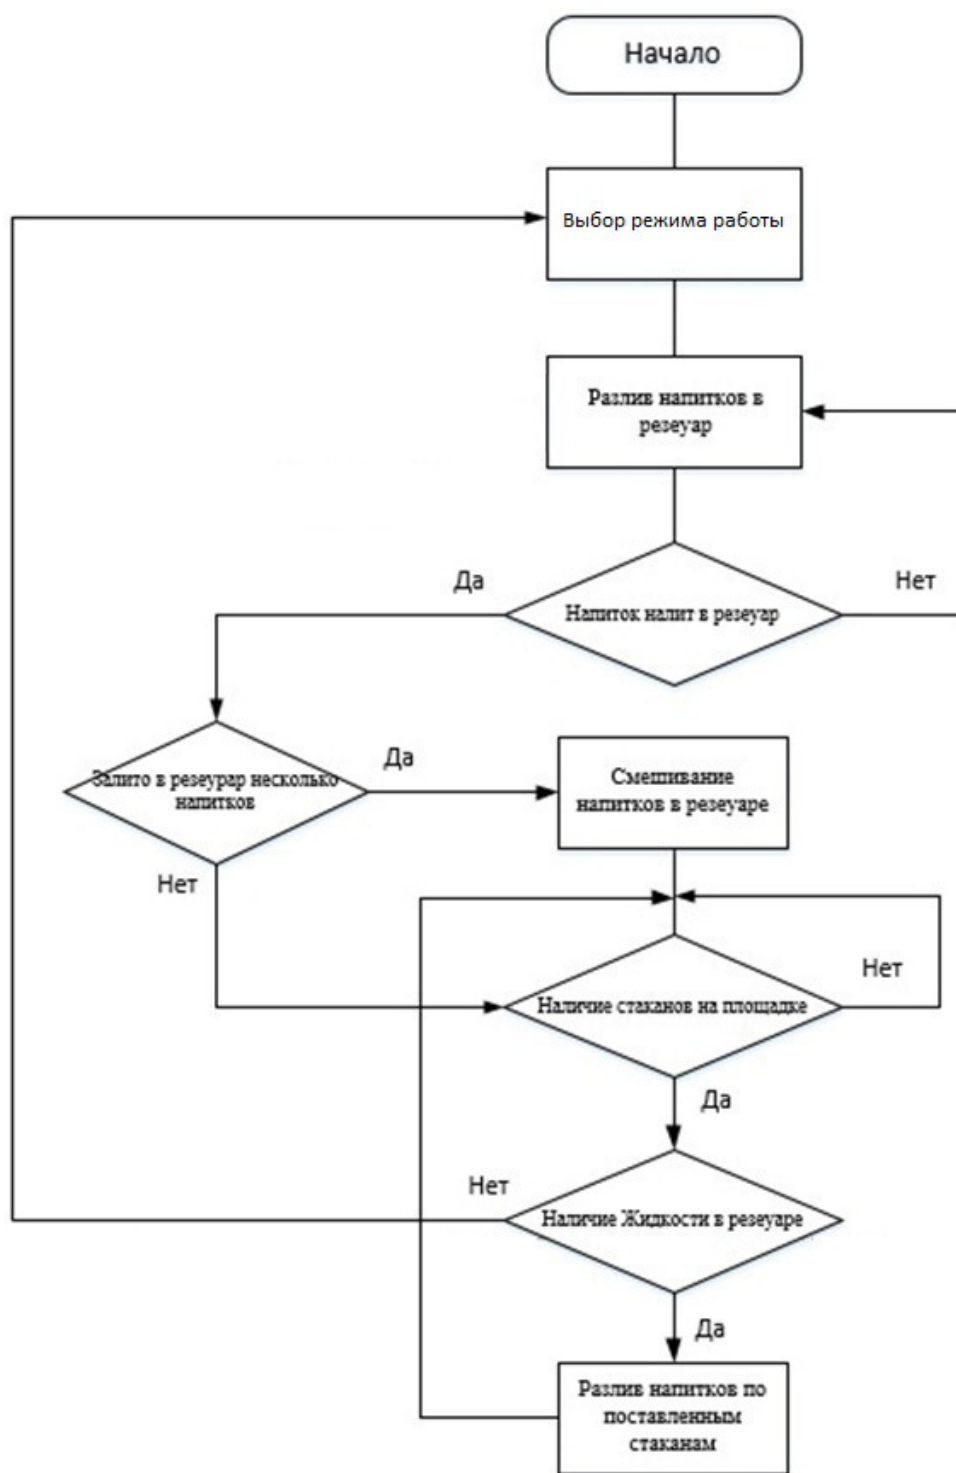 Начало
Выбор режима работы
Разлив напитков в
резеуар
Да
Нет
Напиток налит в резеуар
Да
Залито в резеурар несколько
напитков
Смешивание
напитков в резеуаре
Нет
Нет
Наличие стаканов на площадке
Да
Нет
Наличие Жидкости в резеуаре
Да
Разлив напитков по
поставленным
стаканам